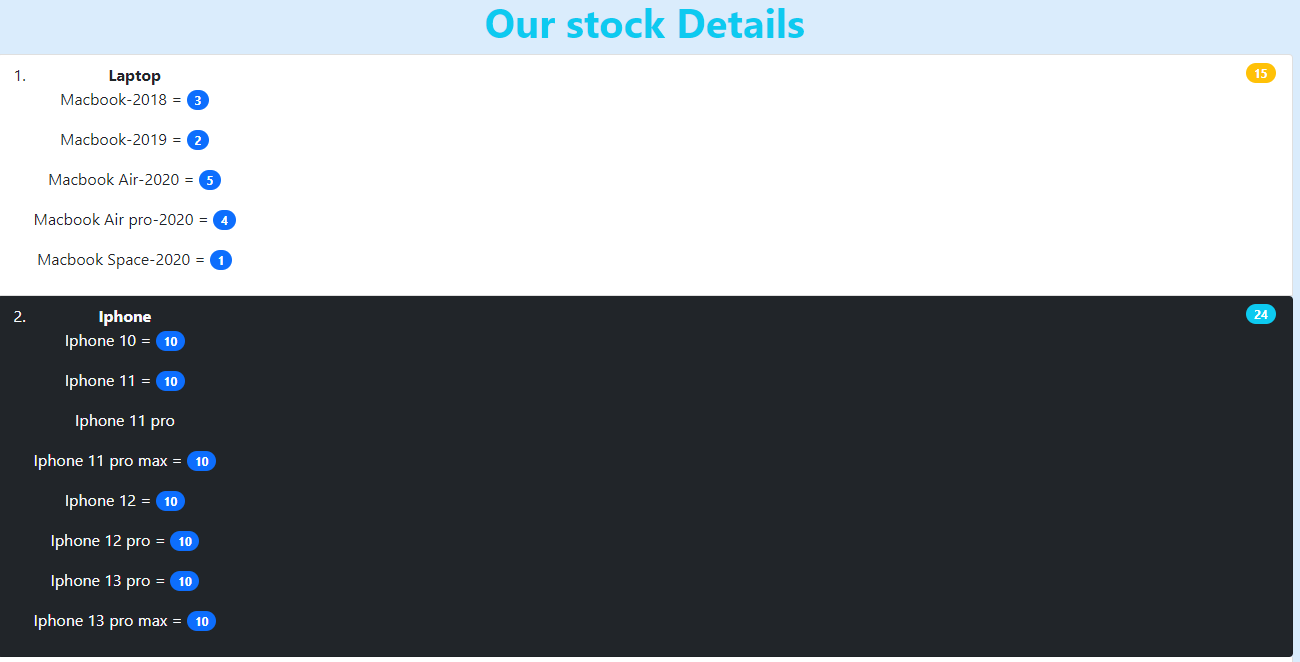 Our stock Details
1. Laptop 15
Macbook-2018 = 3
Macbook-2019 = 2
Macbook Air-2020 = 5
Macbook Air pro-2020 = 4
Macbook Space-2020 = 1
2. Iphone 24
Iphone 10 = 10
Iphone 11 = 10
Iphone 11 pro
Iphone 11 pro max = 10
Iphone 12 = 10
Iphone 12 pro = 10
Iphone 13 pro = 10
Iphone 13 pro max = 10